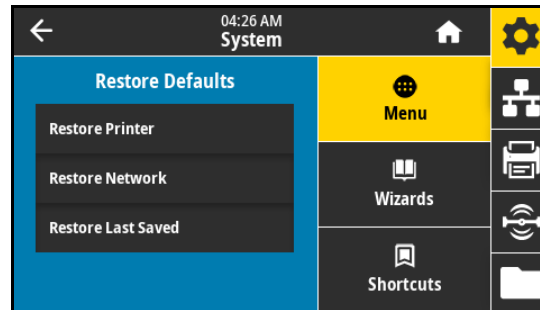 04:26 AM
System
Restore Defaults
Restore Printer
Restore Network
Restore Last Saved
Menu
Wizards
Shortcuts